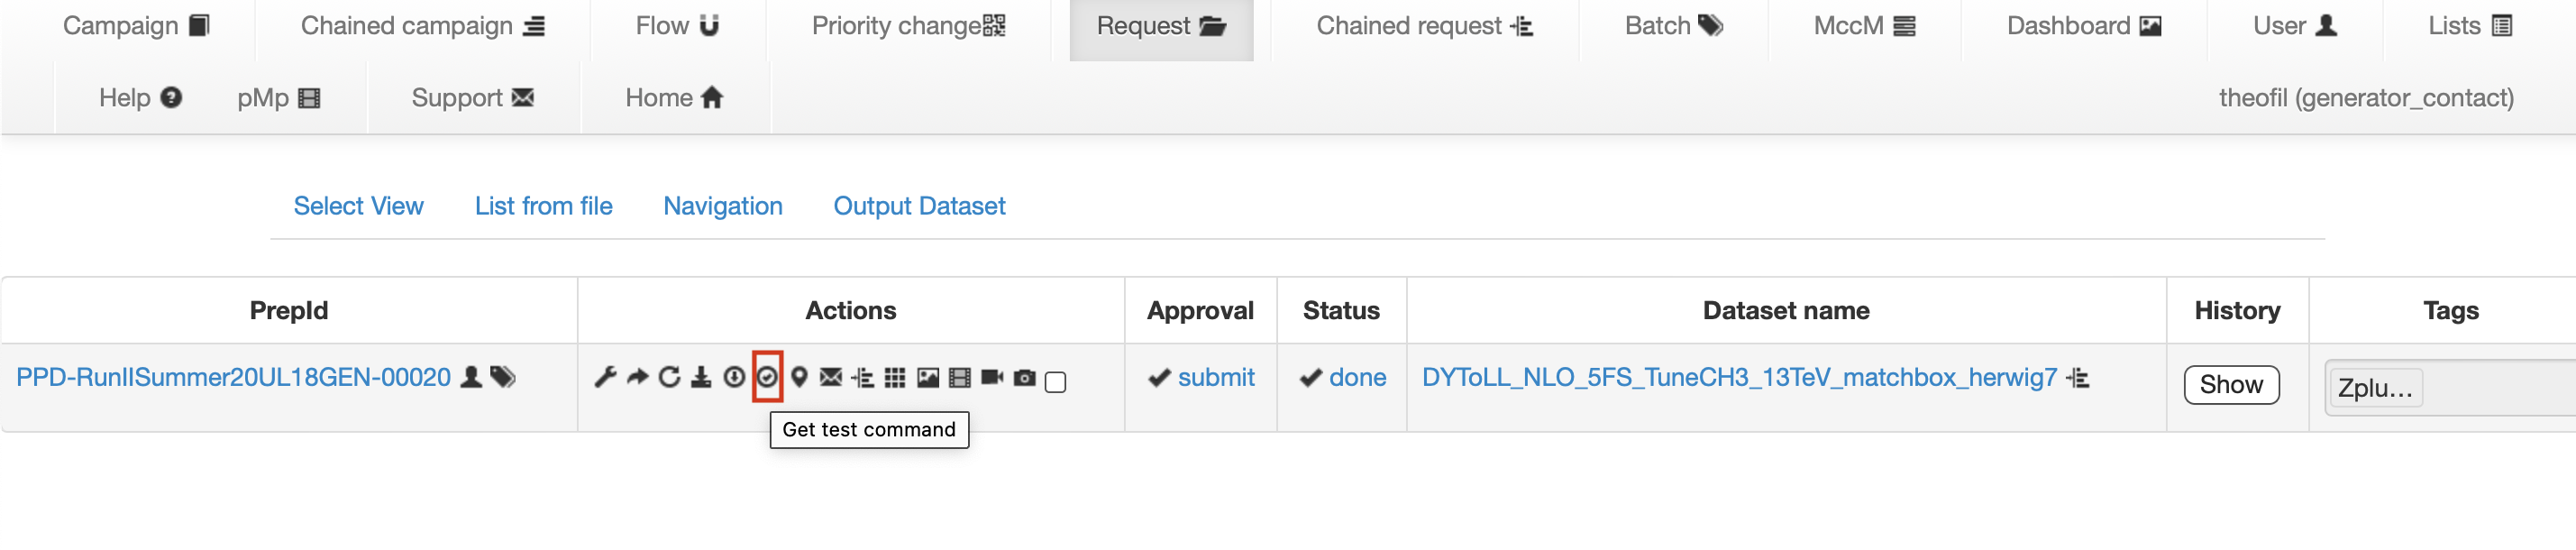 Campaign Chained campaign Flow Priority change Request Chained request Batch MccM Dashboard User Lists
Help pMp Support Home theofil (generator_contact)
Select View List from file Navigation Output Dataset
PrepId Actions Approval Status Dataset name History Tags
PPD-RunIISummer20UL18GEN-00020 submit done DYToLL_NLO_5FS_TuneCH3_13TeV_matchbox_herwig7 Show Zplu...
Get test command